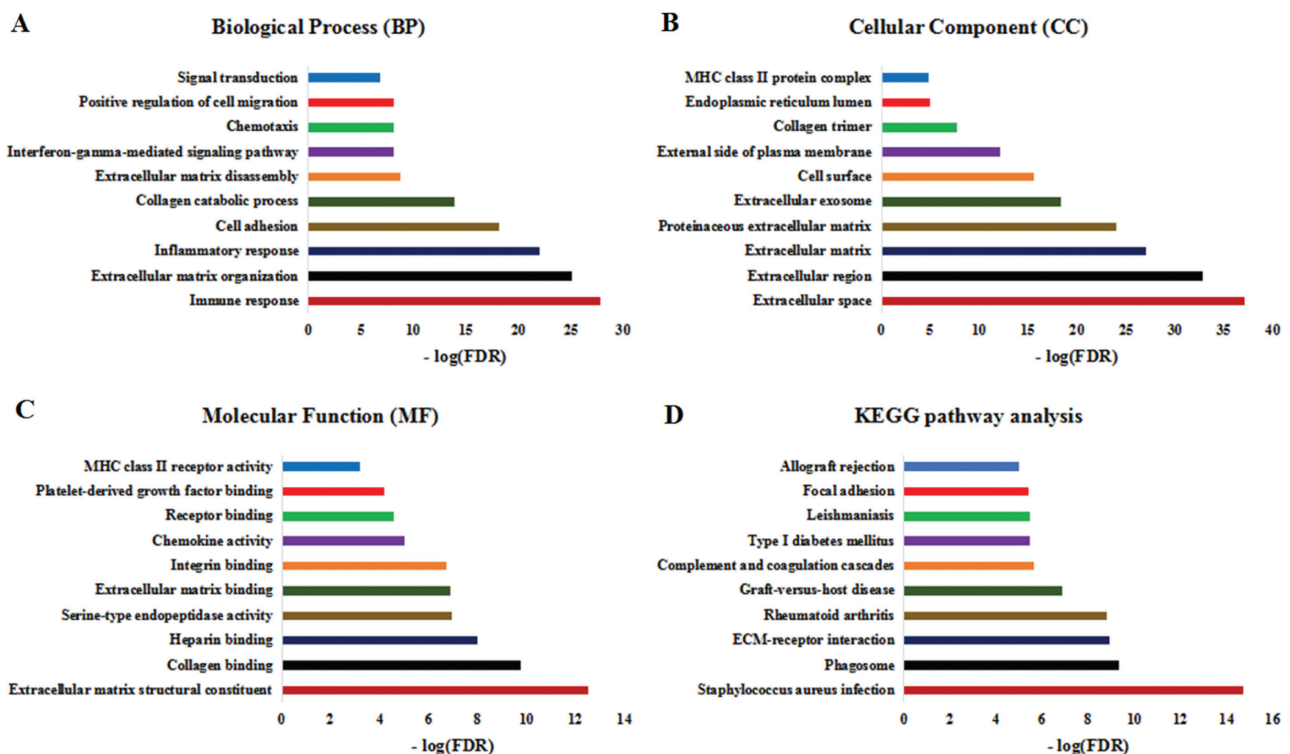 A
Biological Process (BP)
Signal transduction
Positive regulation of cell migration
Chemotaxis
Interferon-gamma-mediated signaling pathway
Extracellular matrix disassembly
Collagen catabolic process
Cell adhesion
Inflammatory response
Extracellular matrix organization
Immune response
0 5 10 15 20 25 30
- log(FDR)
B
Cellular Component (CC)
MHC class II protein complex
Endoplasmic reticulum lumen
Collagen trimer
External side of plasma membrane
Cell surface
Extracellular exosome
Proteinaceous extracellular matrix
Extracellular matrix
Extracellular region
Extracellular space
0 5 10 15 20 25 30 35 40
- log(FDR)
C
Molecular Function (MF)
MHC class II receptor activity
Platelet-derived growth factor binding
Receptor binding
Chemokine activity
Integrin binding
Extracellular matrix binding
Serine-type endopeptidase activity
Heparin binding
Collagen binding
Extracellular matrix structural constituent
0 2 4 6 8 10 12 14
- log(FDR)
D
KEGG pathway analysis
Allograft rejection
Focal adhesion
Leishmaniasis
Type I diabetes mellitus
Complement and coagulation cascades
Graft-versus-host disease
Rheumatoid arthritis
ECM-receptor interaction
Phagosome
Staphylococcus aureus infection
0 2 4 6 8 10 12 14 16
- log(FDR)